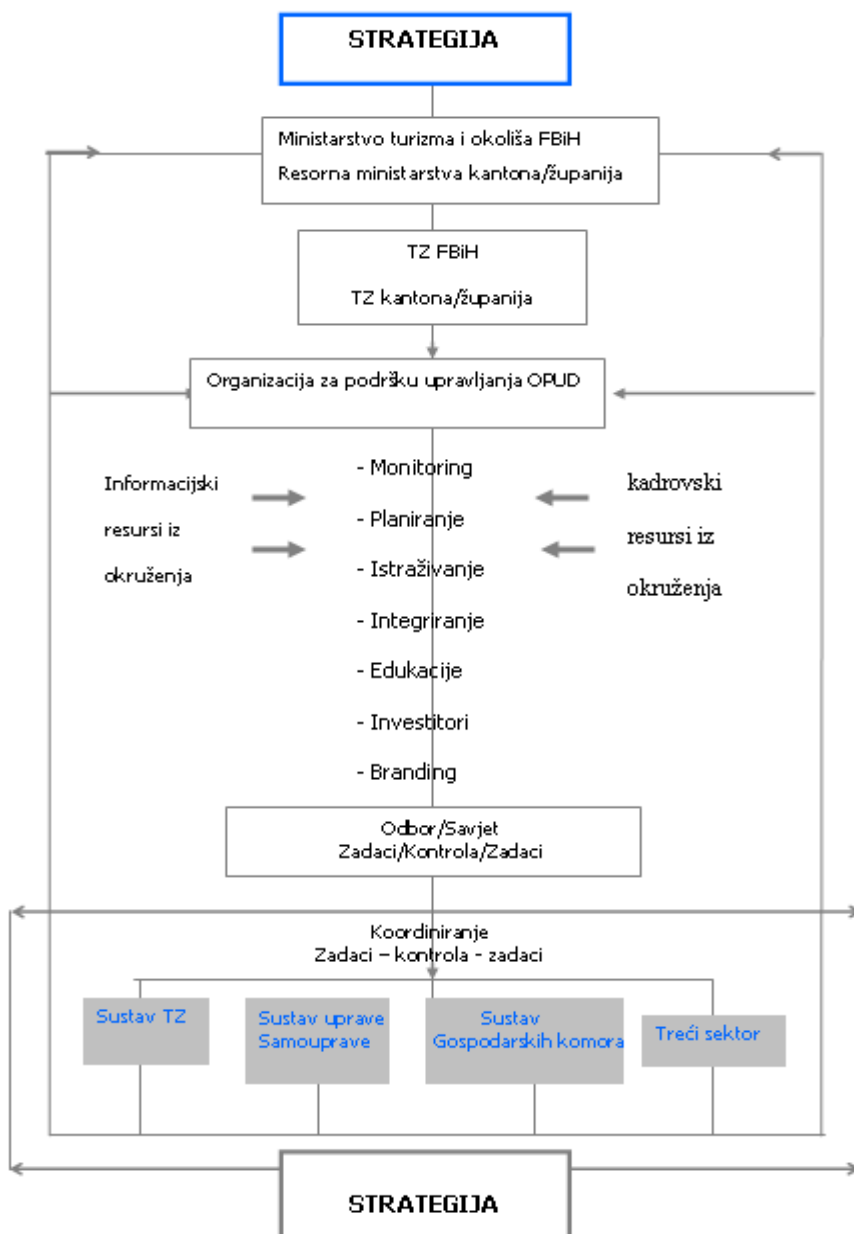 STRATEGIJA
Ministarstvo turizma i okoliša FBiH
Resorna ministarstva kantona/županija
TZ FBiH
TZ kantona/županija
Organizacija za podršku upravljanja OPUD
Informacijski
resursi iz
okruženja
- Monitoring
- Planiranje
- Istraživanje
- Integriranje
- Edukacije
- Investitori
- Branding
kadrovski
resursi iz
okruženja
Odbor/Savjet
Zadaci/Kontrola/Zadaci
Koordiniranje
Zadaci – kontrola - zadaci
Sustav TZ
Sustav uprave
Samouprave
Sustav
Gospodarskih komora
Treći sektor
STRATEGIJA